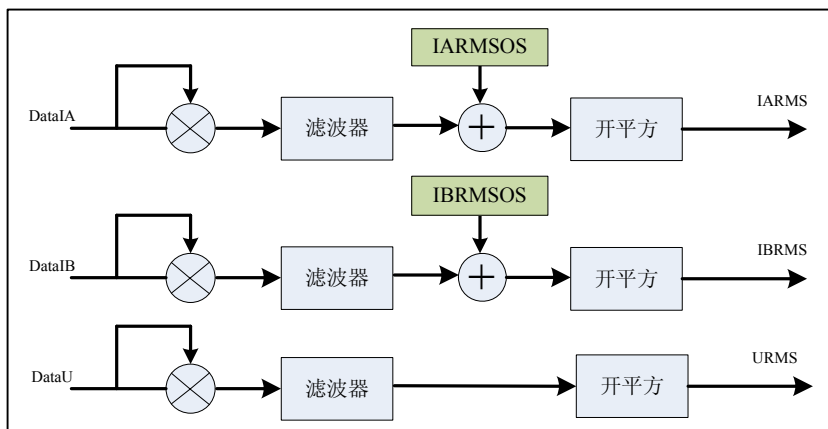 IARMSOS
DataIA
滤波器
开平方
IARMS
IBRMSOS
DataIB
滤波器
开平方
IBRMS
DataU
滤波器
开平方
URMS